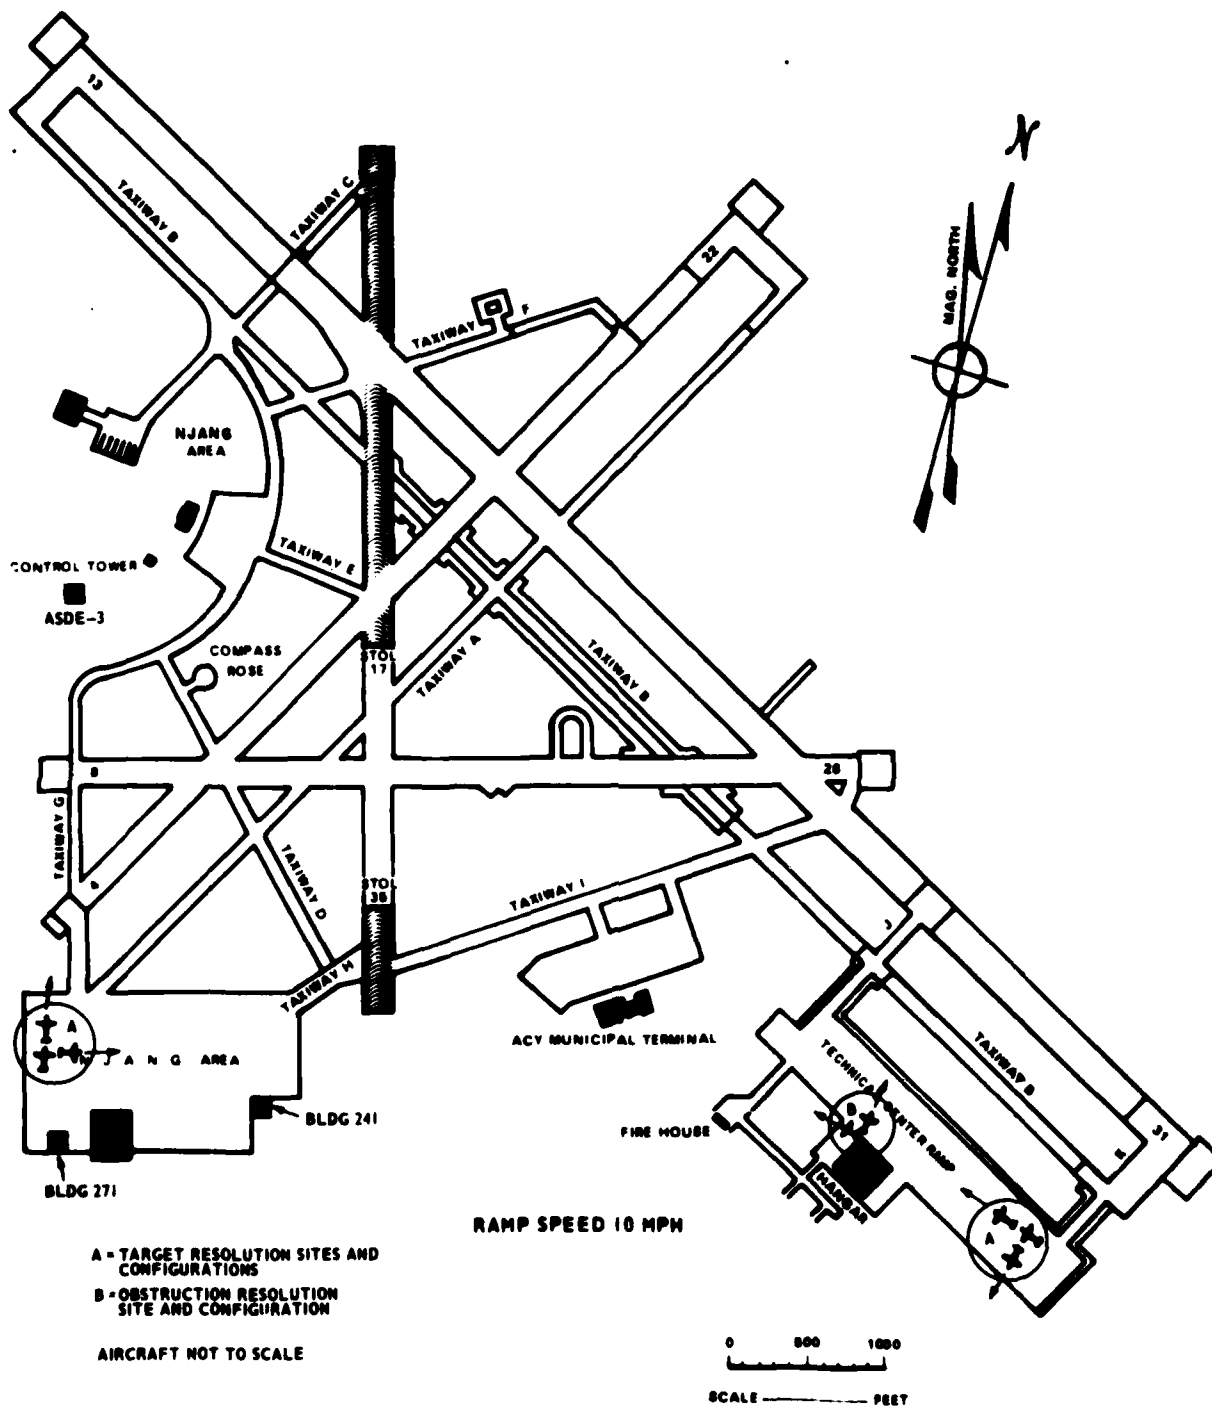 13
N
TAXIWAY B
TAXIWAY C
MAG. NORTH
22
TAXIWAY F
NJANG
AREA
CONTROL TOWER
ASDE-3
TAXIWAY E
COMPASS
ROSE
STOL
17
TAXIWAY A
TAXIWAY B
8
26
TAXIWAY G
4
TAXIWAY D
STOL
35
TAXIWAY I
TAXIWAY H
J
A
NJANG AREA
ACY MUNICIPAL TERMINAL
TAXIWAY B
TECHNICAL CENTER RAMP
B
31
K
BLDG 241
FIRE HOUSE
HANGAR
BLDG 271
A
RAMP SPEED 10 MPH
A = TARGET RESOLUTION SITES AND
CONFIGURATIONS
B = OBSTRUCTION RESOLUTION
SITE AND CONFIGURATION
AIRCRAFT NOT TO SCALE
0 500 1000
SCALE FEET